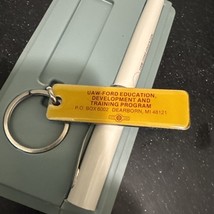 UAW-FORD EDUCATION,
DEVELOPMENT AND
TRAINING PROGRAM
P.O. BOX 6002 DEARBORN, MI 48121